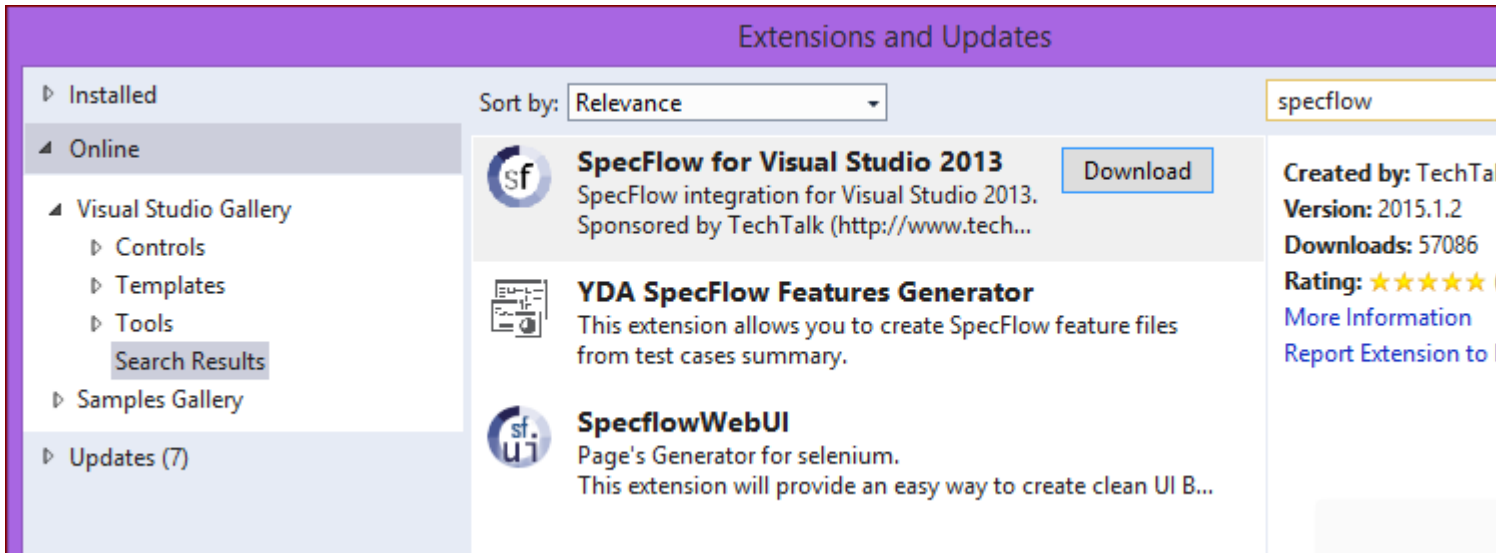 Extensions and Updates
Installed
Online
Visual Studio Gallery
Controls
Templates
Tools
Search Results
Samples Gallery
Updates (7)
Sort by: Relevance
sf
SpecFlow for Visual Studio 2013
Download
SpecFlow integration for Visual Studio 2013.
Sponsored by TechTalk (http://www.tech...
YDA SpecFlow Features Generator
This extension allows you to create SpecFlow feature files
from test cases summary.
sf.
ui
SpecflowWebUI
Page's Generator for selenium.
This extension will provide an easy way to create clean UI B...
specflow
Created by: TechTal
Version: 2015.1.2
Downloads: 57086
Rating:
More Information
Report Extension to